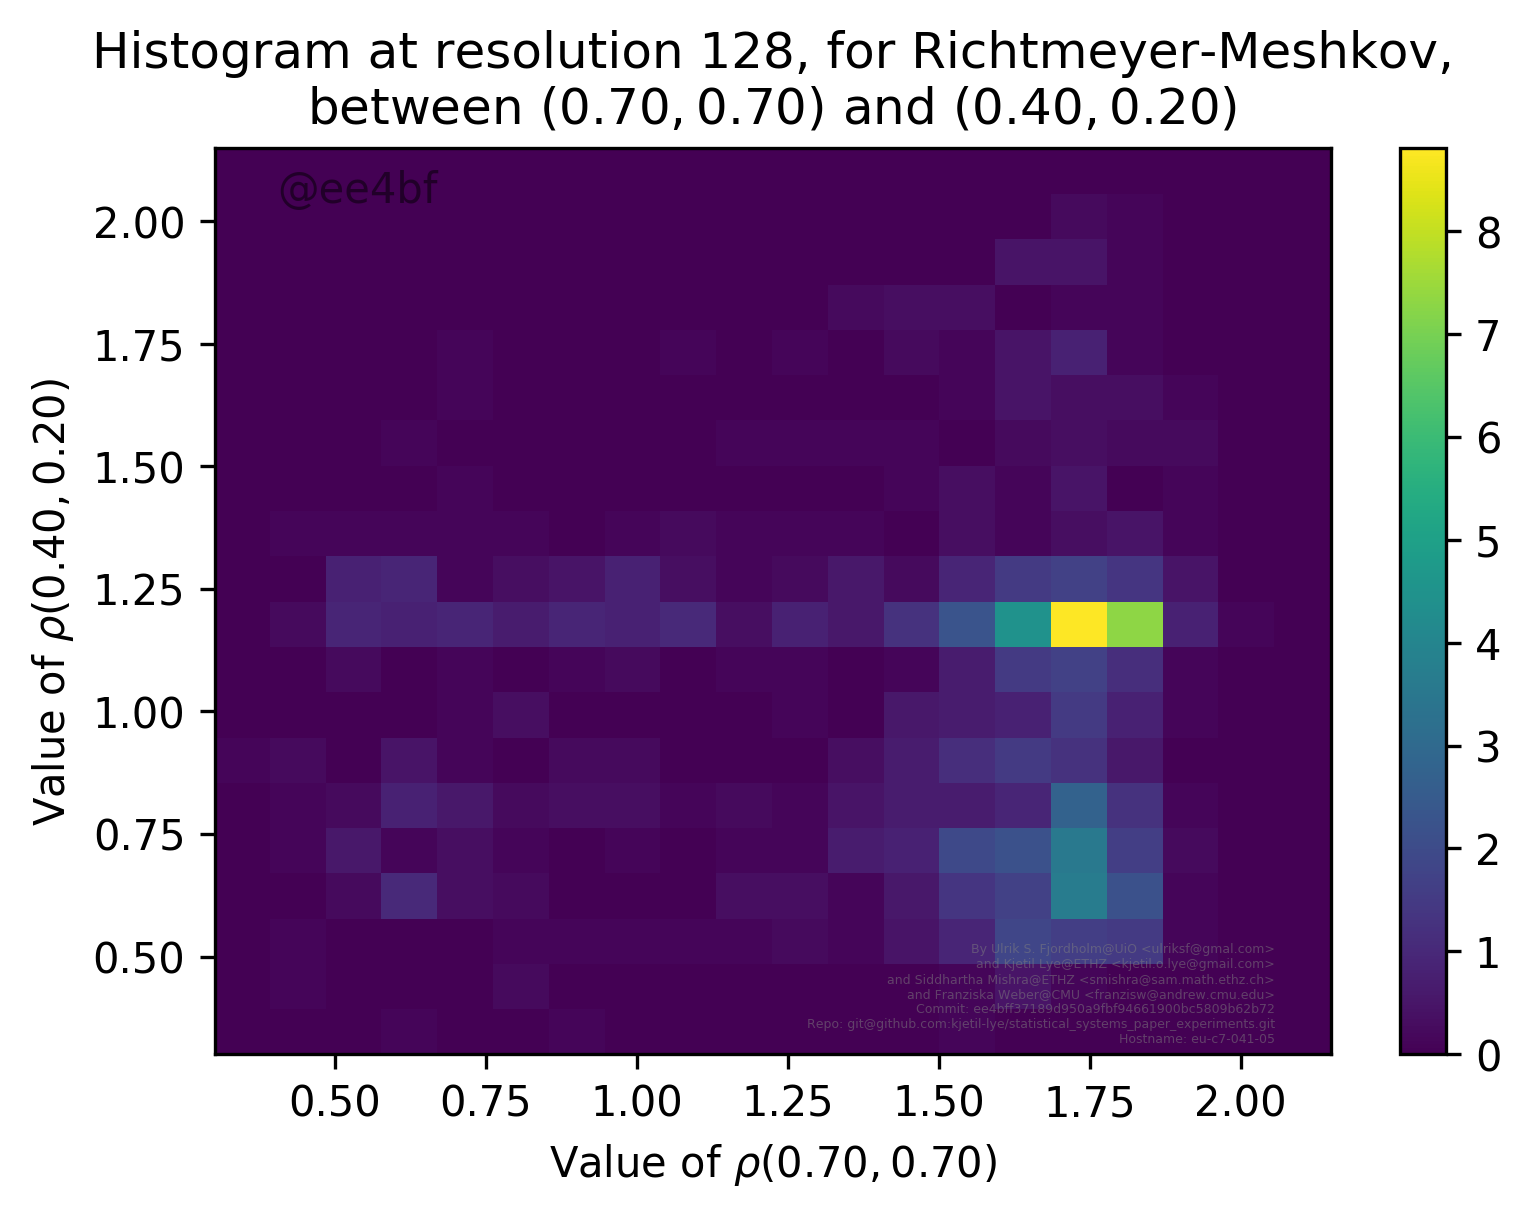 Histogram at resolution 128, for Richtmeyer-Meshkov,
between (0.70, 0.70) and (0.40, 0.20)
@ee4bf
2.00
1.75
1.50
1.25
1.00
0.75
0.50
Value of ρ(0.40, 0.20)
0.50 0.75 1.00 1.25 1.50 1.75 2.00
Value of ρ(0.70, 0.70)
8
7
6
5
4
3
2
1
0
By Ulrik S. Fjordholm@UiO <ulriksf@gmal.com>
and Kjetil Lye@ETHZ <kjetil.o.lye@gmail.com>
and Siddhartha Mishra@ETHZ <smishra@sam.math.ethz.ch>
and Franziska Weber@CMU <franzisw@andrew.cmu.edu>
Commit: ee4bff37189d950a9fbf94661900bc5809b62b72
Repo: git@github.com:kjetil-lye/statistical_systems_paper_experiments.git
Hostname: eu-c7-041-05